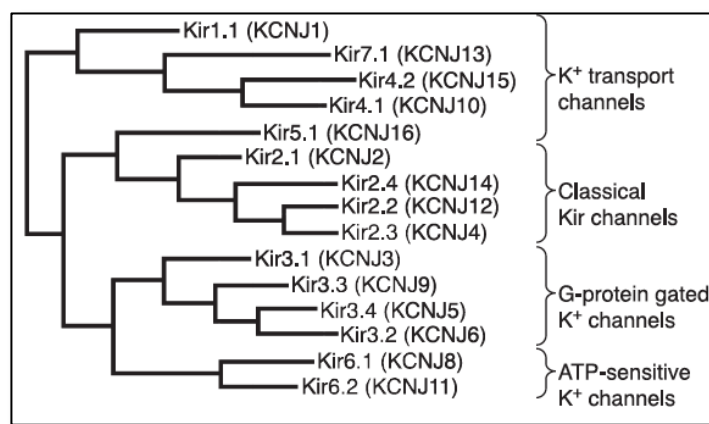 Kir1.1 (KCNJ1)
Kir7.1 (KCNJ13)
Kir4.2 (KCNJ15)
Kir4.1 (KCNJ10)
Kir5.1 (KCNJ16)
K+ transport
channels
Kir2.1 (KCNJ2)
Kir2.4 (KCNJ14)
Kir2.2 (KCNJ12)
Kir2.3 (KCNJ4)
Classical
Kir channels
Kir3.1 (KCNJ3)
Kir3.3 (KCNJ9)
Kir3.4 (KCNJ5)
Kir3.2 (KCNJ6)
G-protein gated
K+ channels
Kir6.1 (KCNJ8)
Kir6.2 (KCNJ11)
ATP-sensitive
K+ channels